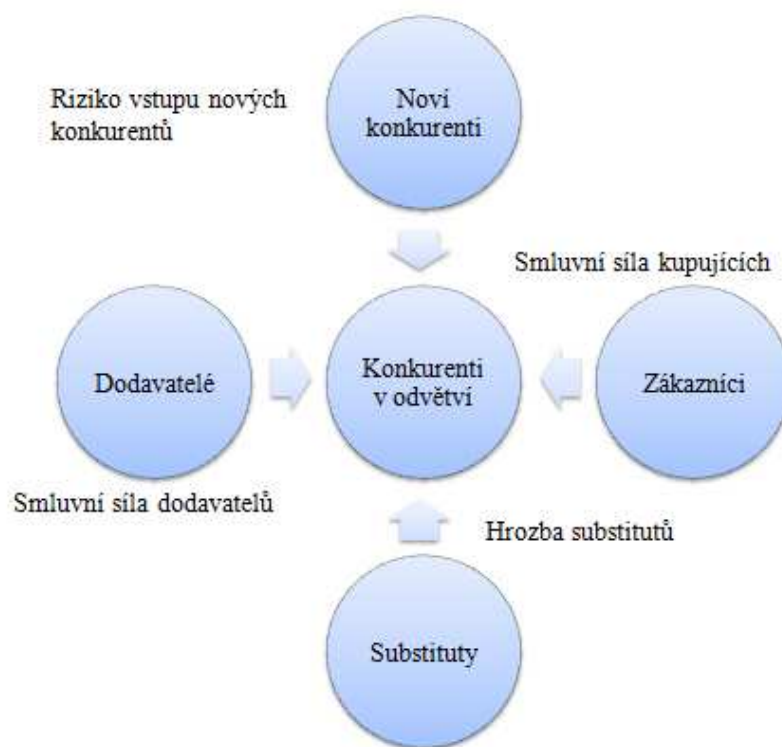 Riziko vstupu nových
konkurentů
Noví
konkurenti
Smluvní síla kupujících
Dodavatelé
Konkurenti
v odvětví
Zákazníci
Smluvní síla dodavatelů
Hrozba substitutů
Substituty